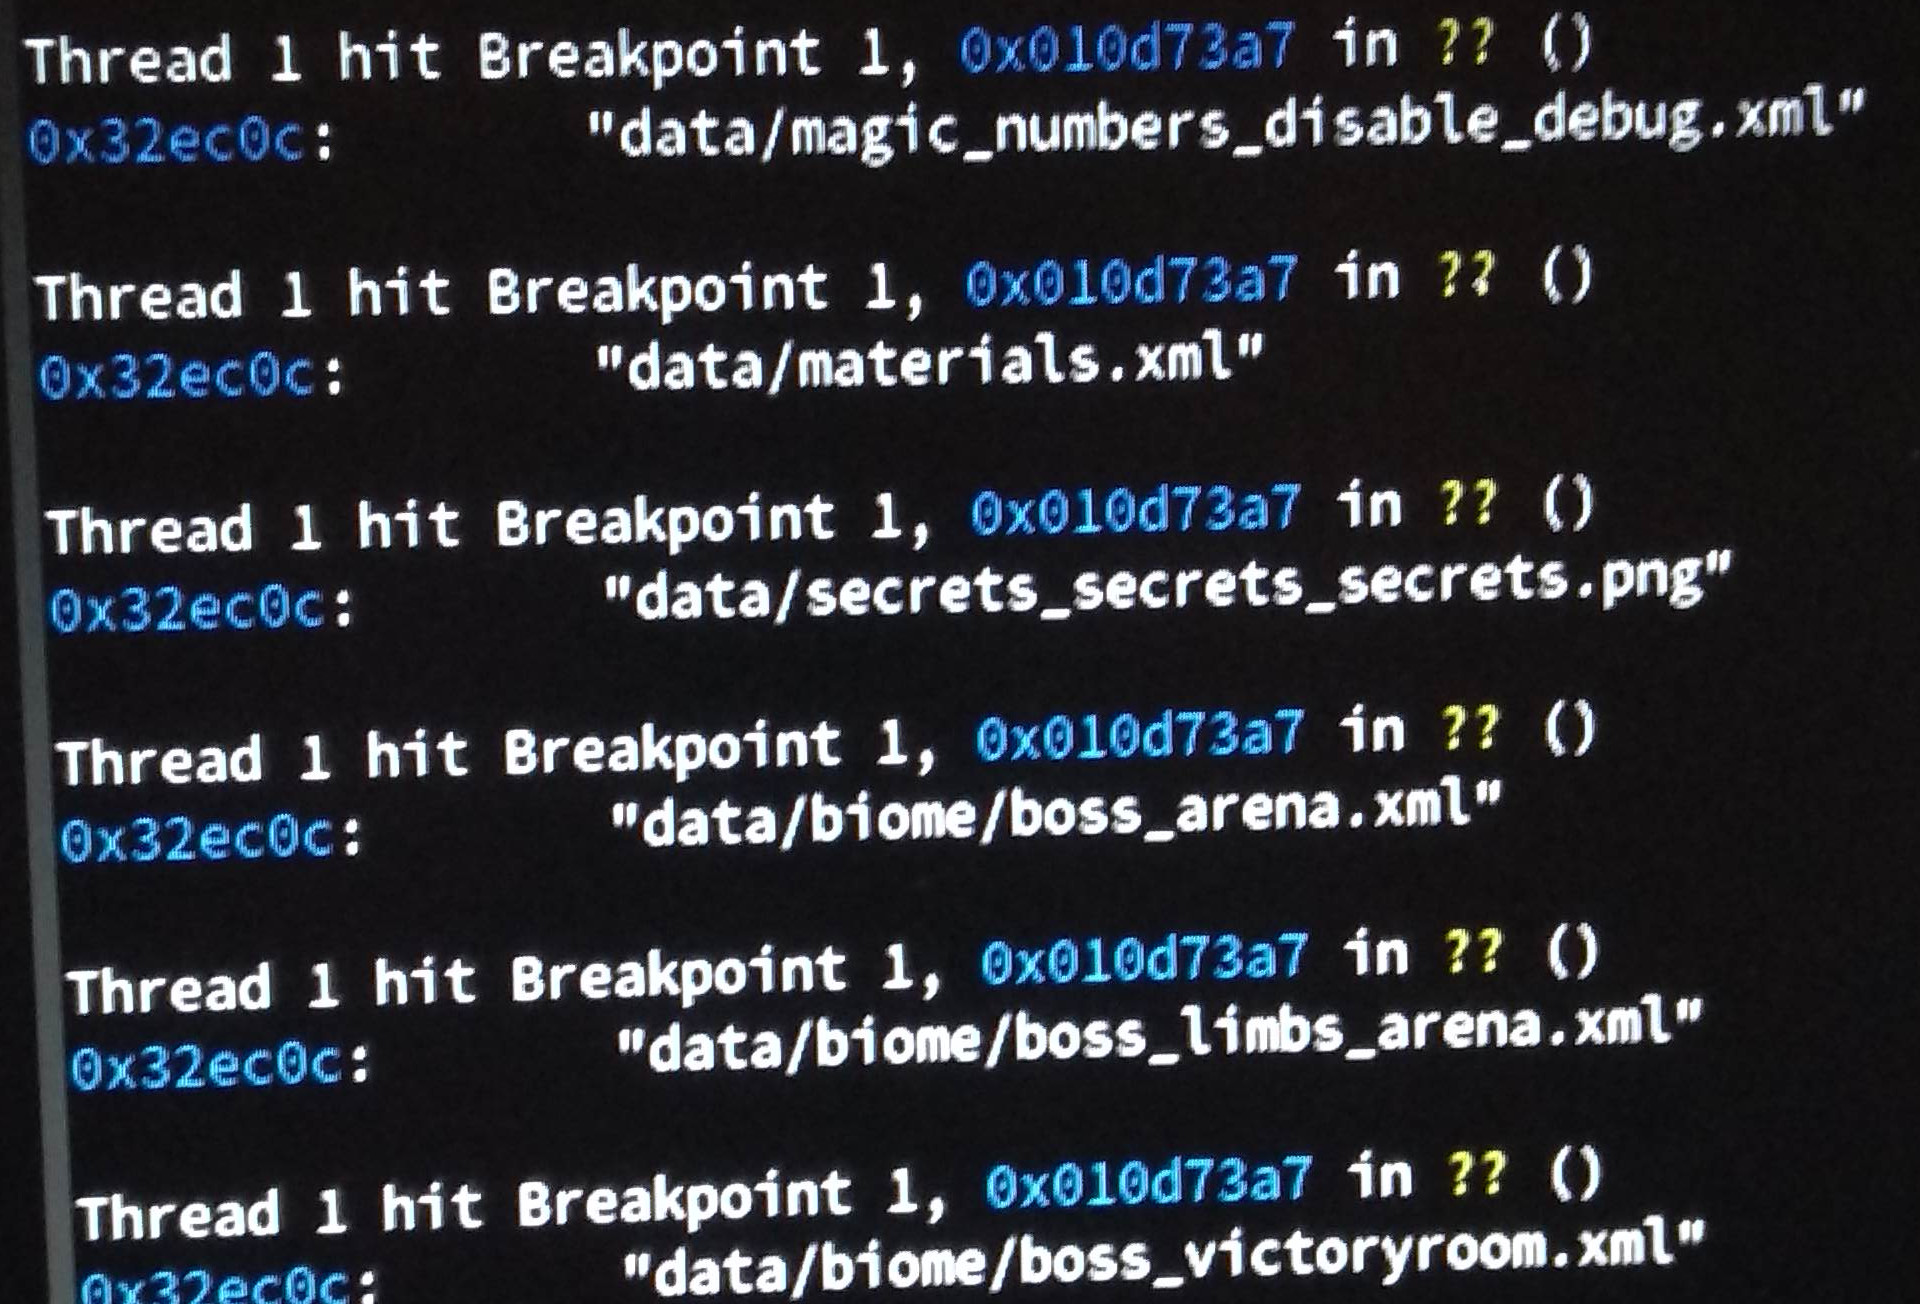 Thread 1 hit Breakpoint 1, 0x010d73a7 in ?? ()
0x32ec0c: "data/magic_numbers_disable_debug.xml"
Thread 1 hit Breakpoint 1, 0x010d73a7 in ?? ()
0x32ec0c: "data/materials.xml"
Thread 1 hit Breakpoint 1, 0x010d73a7 in ?? ()
0x32ec0c: "data/secrets_secrets_secrets.png"
Thread 1 hit Breakpoint 1, 0x010d73a7 in ?? ()
0x32ec0c: "data/biome/boss_arena.xml"
Thread 1 hit Breakpoint 1, 0x010d73a7 in ?? ()
0x32ec0c: "data/biome/boss_limbs_arena.xml"
Thread 1 hit Breakpoint 1, 0x010d73a7 in ?? ()
0x32ec0c: "data/biome/boss_victoryroom.xml"